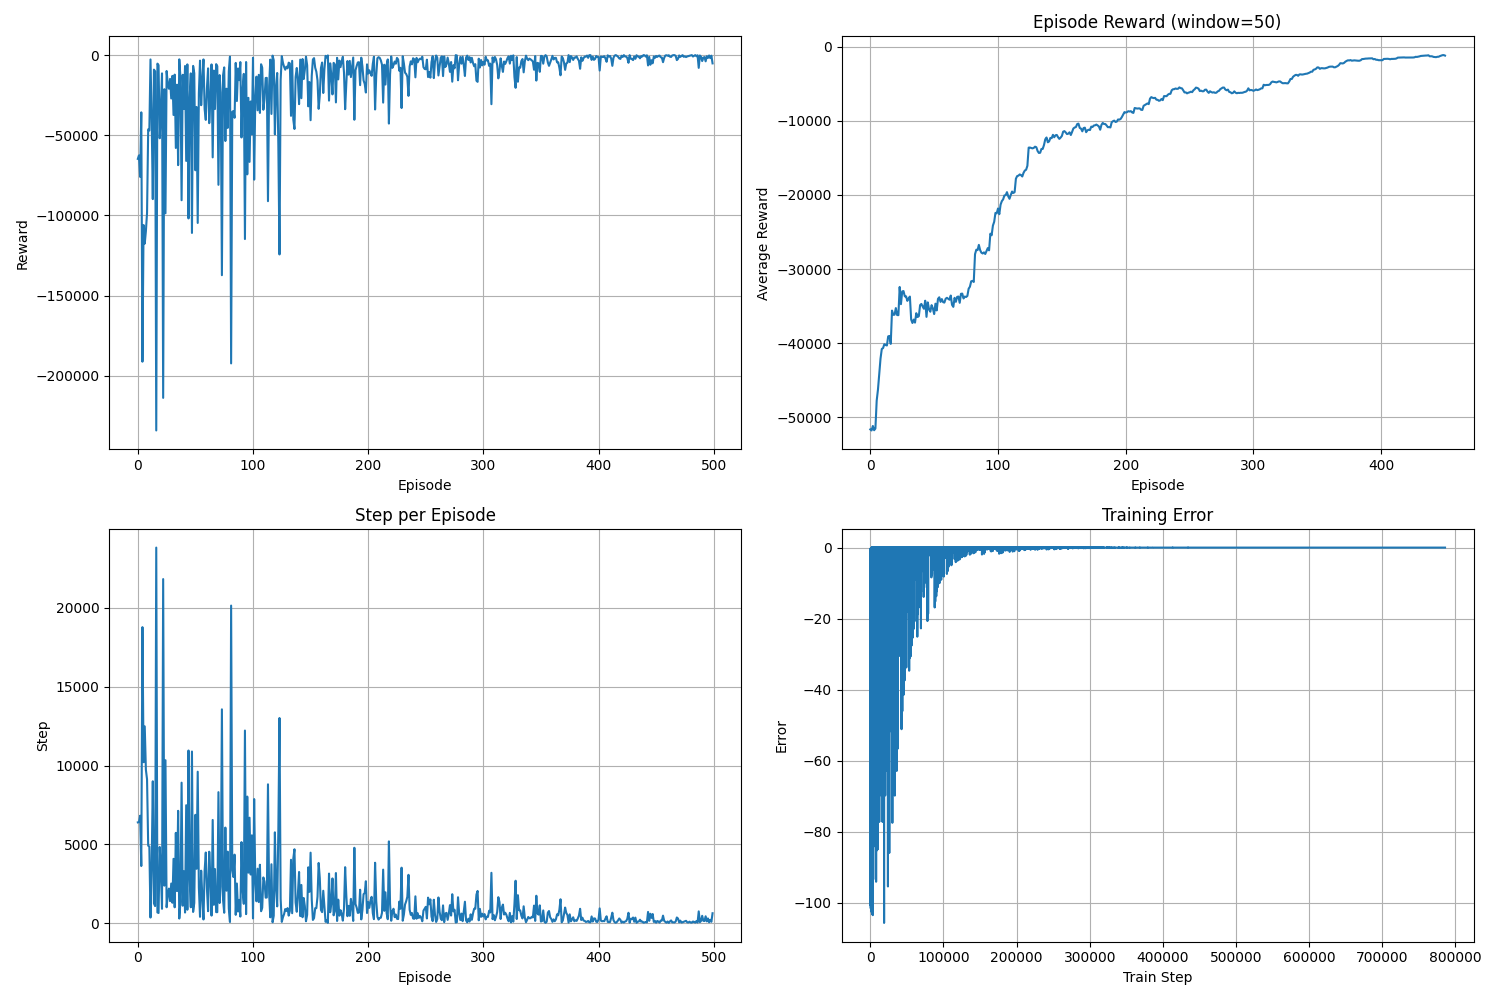 0
−50000
−100000
−150000
−200000
Reward
0 100 200 300 400 500
Episode
Episode Reward (window=50)
0
−10000
−20000
−30000
−40000
−50000
Average Reward
0 100 200 300 400
Episode
Step per Episode
20000
15000
10000
5000
0
Step
0 100 200 300 400 500
Episode
Training Error
0
−20
−40
−60
−80
−100
Error
0 100000 200000 300000 400000 500000 600000 700000 800000
Train Step